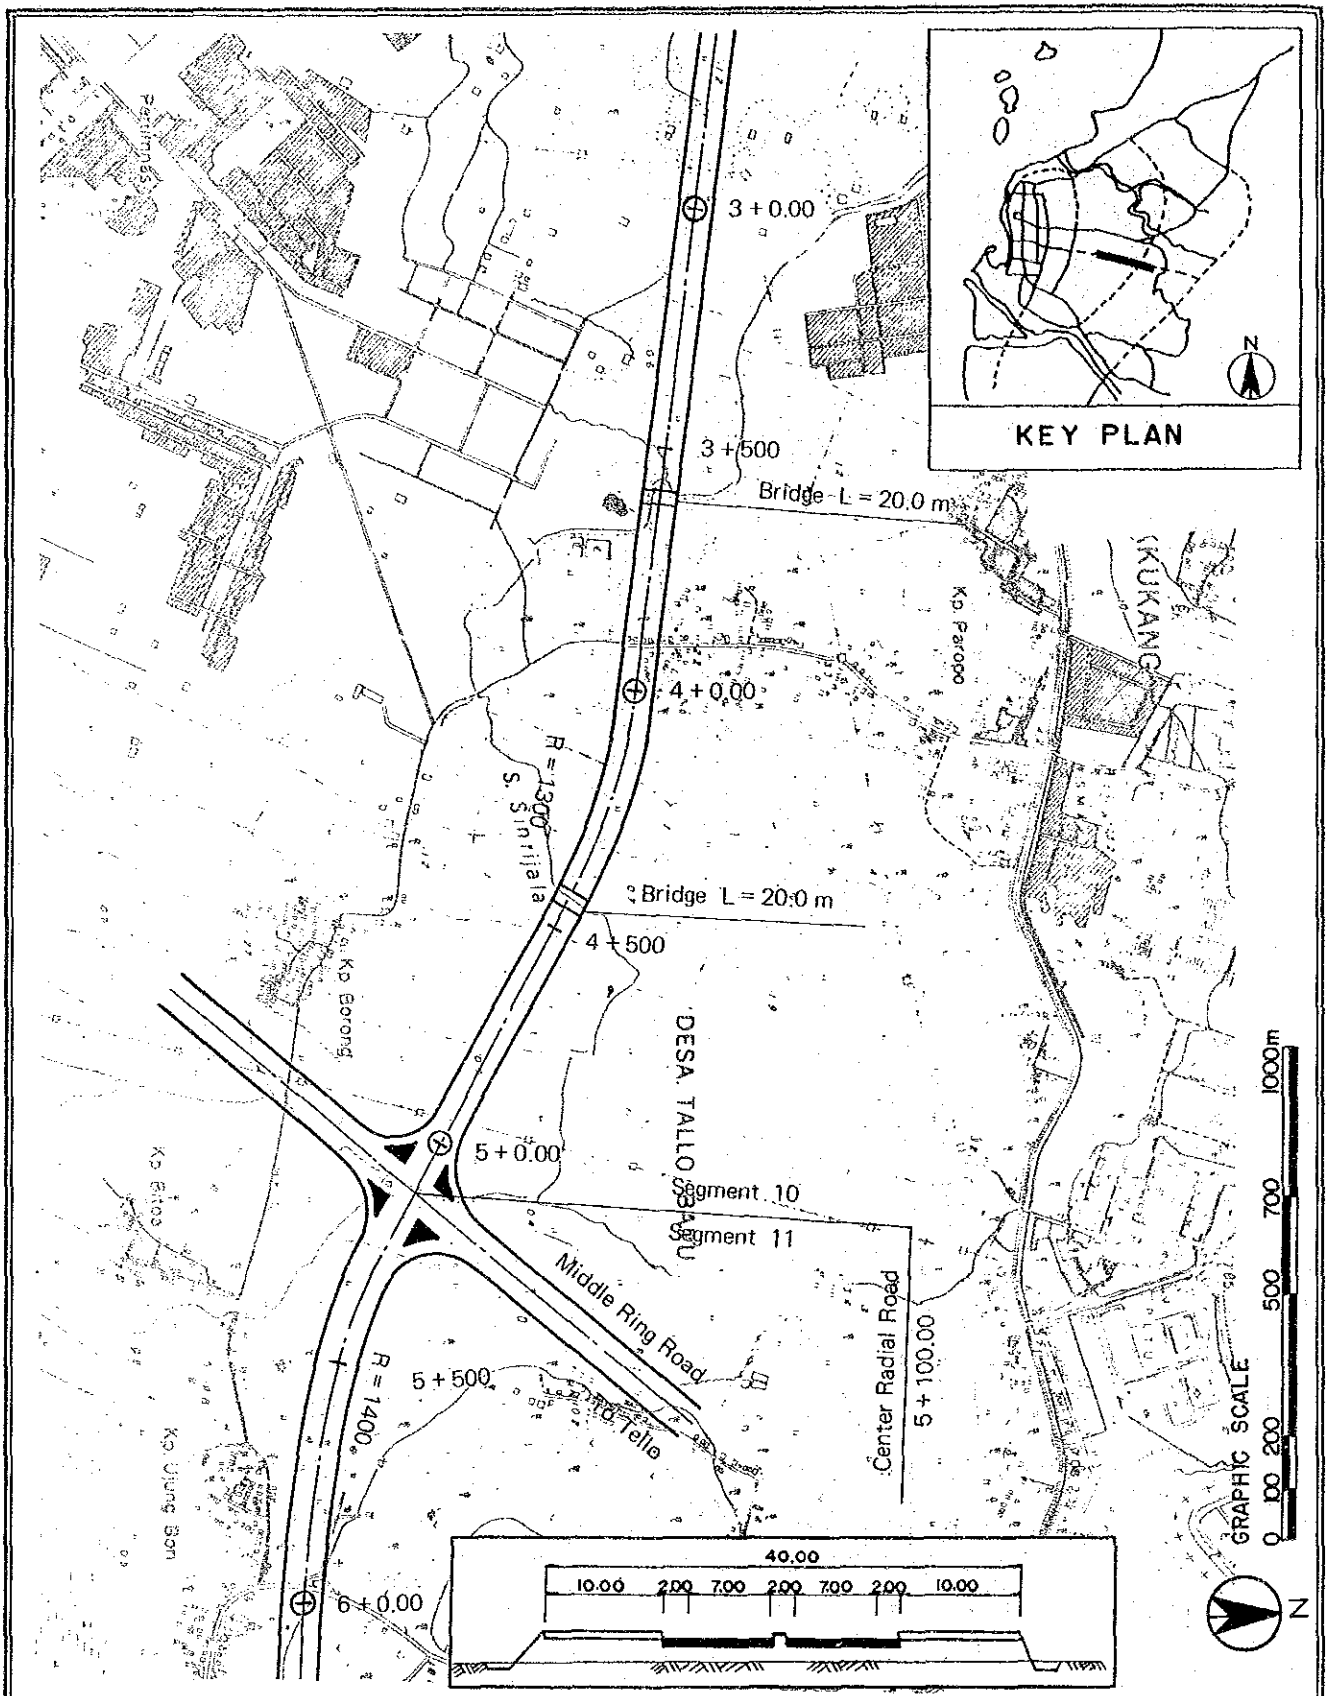 3 + 0.00
N
KEY PLAN
3 + 500
Bridge L = 20.0 m
KUKANG
Kp Paropo
4 + 0.00
R = 1300
S. Sinrijala
Bridge L = 20.0 m
4 + 500
Kp Borong
DESA TALLO BARU
5 + 0.00
Segment 10
Segment 11
Kp Bitoa
Middle Ring Road
To Tello
Center Radial Road
5 + 100.00
5 + 500
R = 1400
6 + 0.00
GRAPHIC SCALE
0 100 200 500 700 1000m
N
40.00
10.00 2.00 7.00 2.00 7.00 2.00 10.00